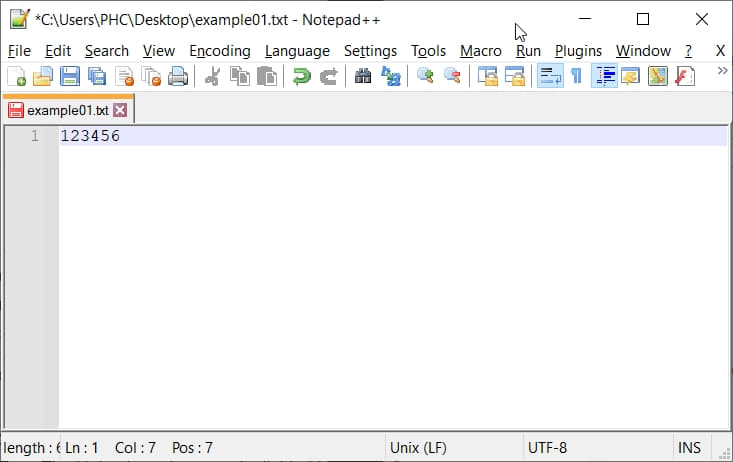 *C:\Users\PHC\Desktop\example01.txt - Notepad++
File Edit Search View Encoding Language Settings Tools Macro Run Plugins Window ? X
example01.txt
1 123456
length : 6 Ln : 1 Col : 7 Pos : 7 Unix (LF) UTF-8 INS